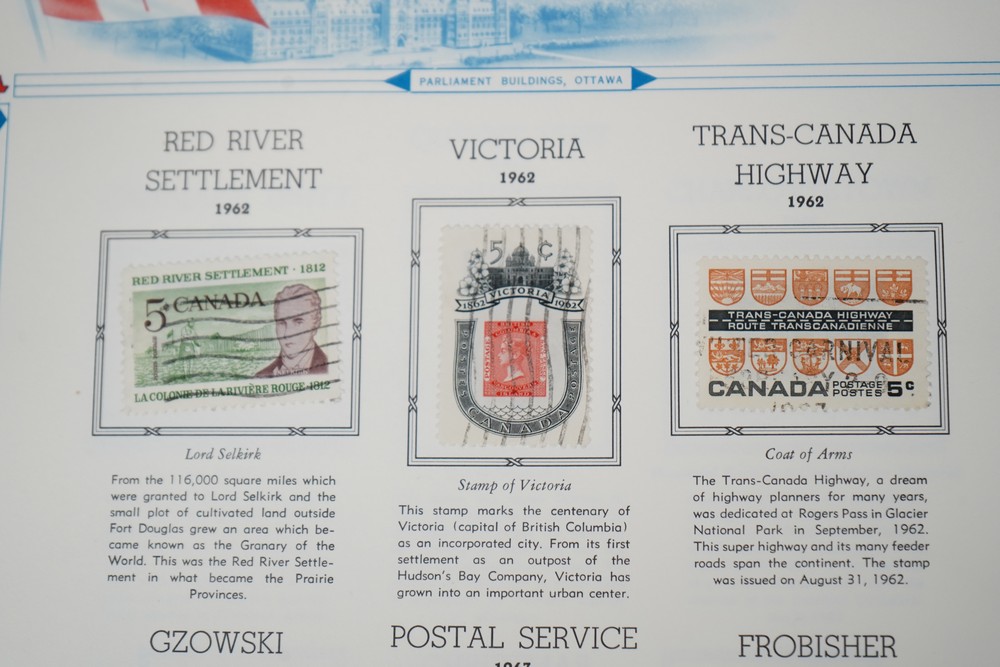 PARLIAMENT BUILDINGS, OTTAWA
RED RIVER
SETTLEMENT
1962
RED RIVER SETTLEMENT · 1812
5¢ CANADA
LA COLONIE DE LA RIVIÈRE ROUGE · 1812
Lord Selkirk
From the 116,000 square miles which
were granted to Lord Selkirk and the
small plot of cultivated land outside
Fort Douglas grew an area which be-
came known as the Granary of the
World. This was the Red River Settle-
ment in what became the Prairie
Provinces.
VICTORIA
1962
5 ¢
VICTORIA
1862 1962
POSTES CANADA POSTAGE
Stamp of Victoria
This stamp marks the centenary of
Victoria (capital of British Columbia)
as an incorporated city. From its first
settlement as an outpost of the
Hudson's Bay Company, Victoria has
grown into an important urban center.
TRANS-CANADA
HIGHWAY
1962
TRANS-CANADA HIGHWAY
ROUTE TRANSCANADIENNE
CARNIVAL
CANADA POSTAGE POSTES 5c
Coat of Arms
The Trans-Canada Highway, a dream
of highway planners for many years,
was dedicated at Rogers Pass in Glacier
National Park in September, 1962.
This super highway and its many feeder
roads span the continent. The stamp
was issued on August 31, 1962.
GZOWSKI
POSTAL SERVICE
1963
FROBISHER